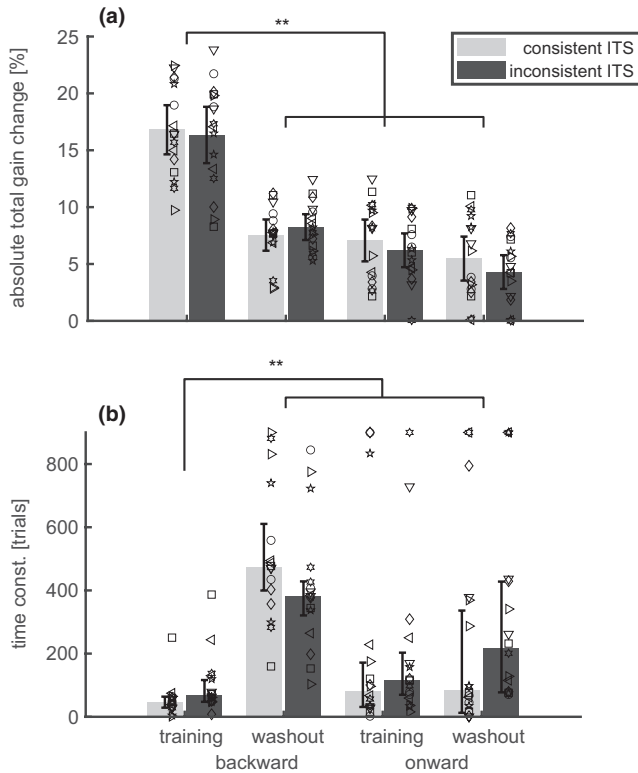 (a)
**
consistent ITS
inconsistent ITS
absolute total gain change [%]
25
20
15
10
5
0
**
(b)
time const. [trials]
800
600
400
200
0
training washout training washout
backward onward